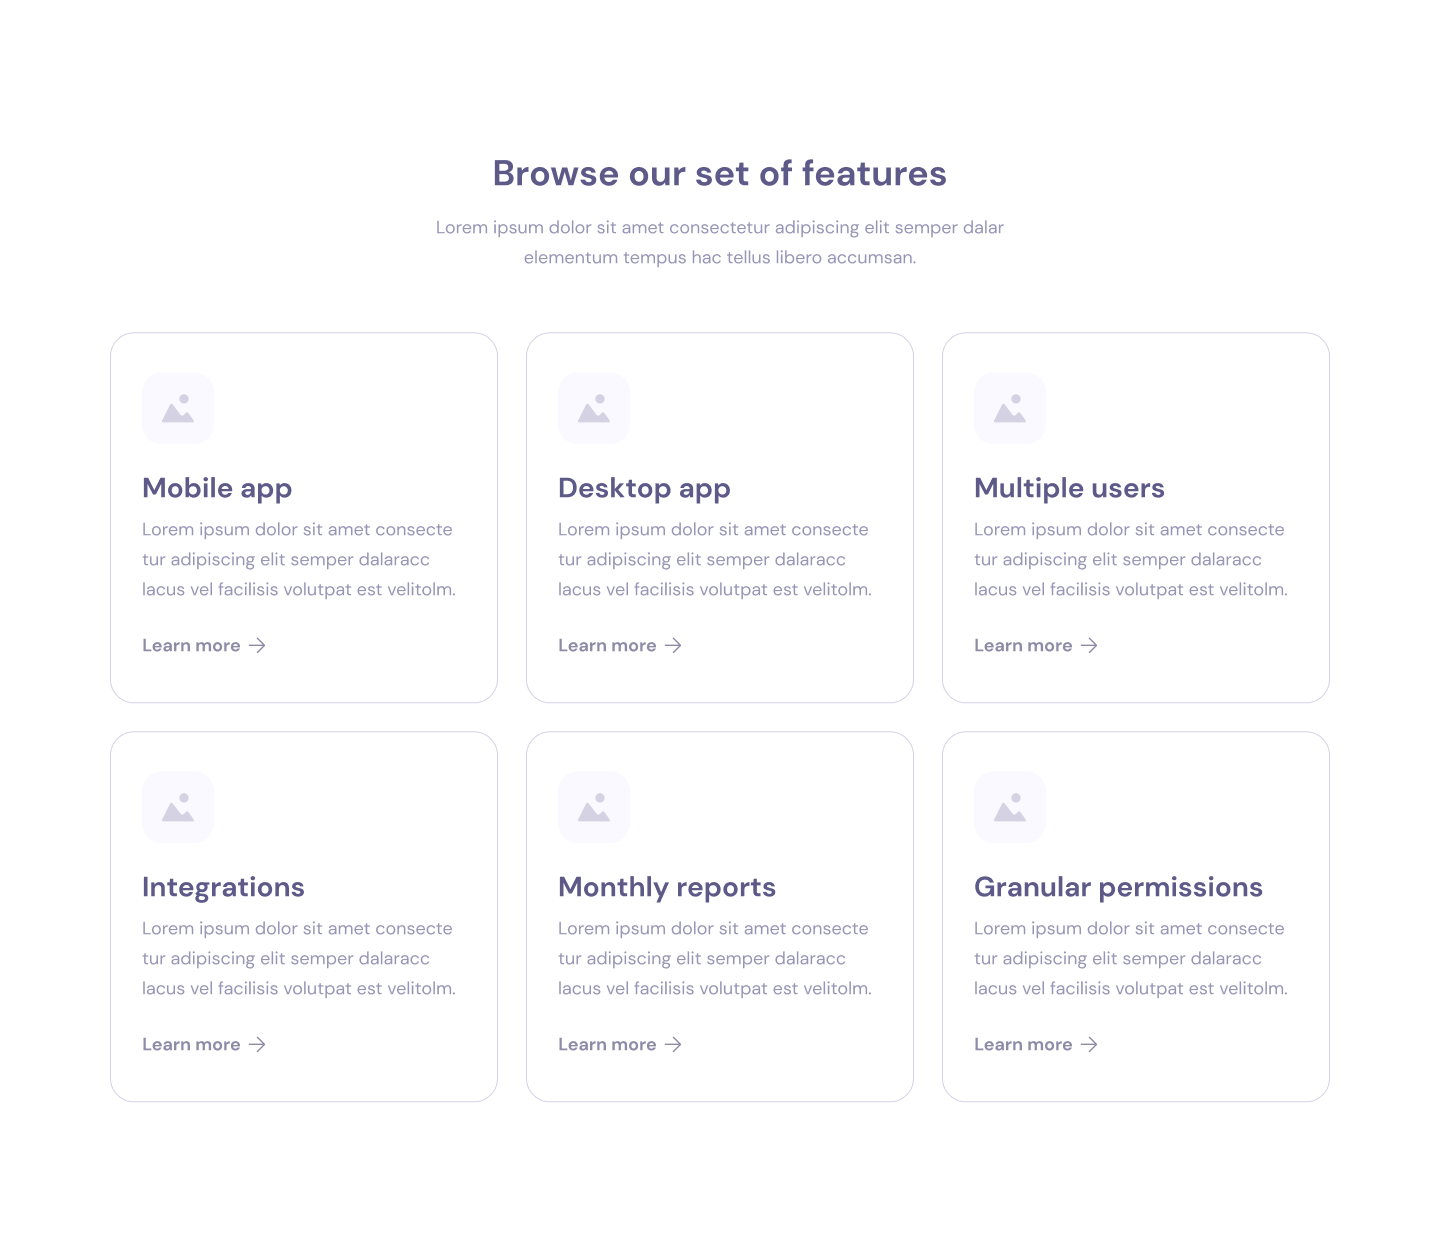 Browse our set of features
Lorem ipsum dolor sit amet consectetur adipiscing elit semper dalar
elementum tempus hac tellus libero accumsan.
Mobile app
Lorem ipsum dolor sit amet consecte
tur adipiscing elit semper dalaracc
lacus vel facilisis volutpat est velitolm.
Learn more
Desktop app
Lorem ipsum dolor sit amet consecte
tur adipiscing elit semper dalaracc
lacus vel facilisis volutpat est velitolm.
Learn more
Multiple users
Lorem ipsum dolor sit amet consecte
tur adipiscing elit semper dalaracc
lacus vel facilisis volutpat est velitolm.
Learn more
Integrations
Lorem ipsum dolor sit amet consecte
tur adipiscing elit semper dalaracc
lacus vel facilisis volutpat est velitolm.
Learn more
Monthly reports
Lorem ipsum dolor sit amet consecte
tur adipiscing elit semper dalaracc
lacus vel facilisis volutpat est velitolm.
Learn more
Granular permissions
Lorem ipsum dolor sit amet consecte
tur adipiscing elit semper dalaracc
lacus vel facilisis volutpat est velitolm.
Learn more